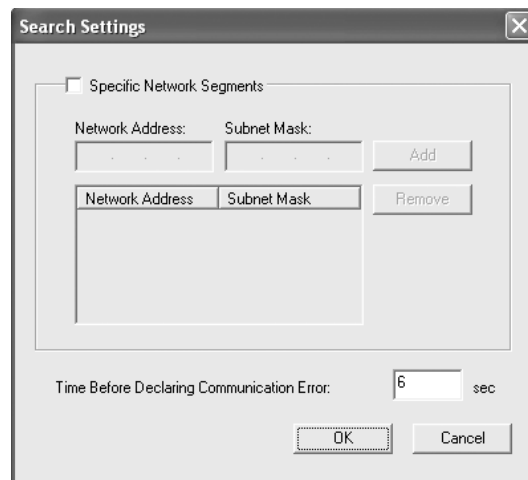 Search Settings
Specific Network Segments
Network Address: Subnet Mask:
. . . . . . Add
Network Address Subnet Mask Remove
Time Before Declaring Communication Error: 6 sec
OK Cancel